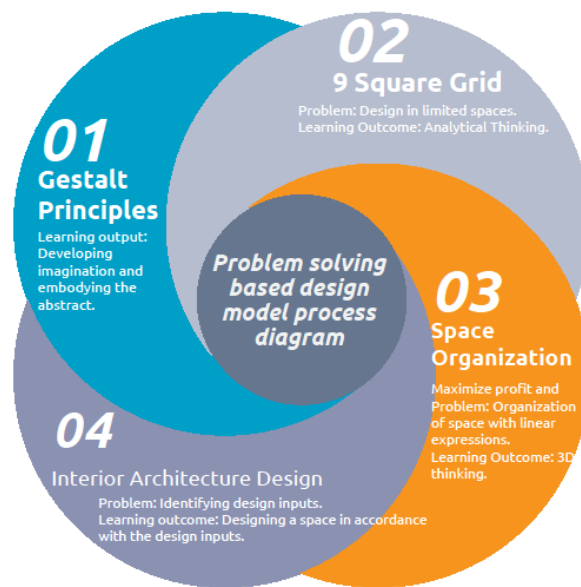 01
Gestalt
Principles
Learning output:
Developing
imagination and
embodying the
abstract.
02
9 Square Grid
Problem: Design in limited spaces.
Learning Outcome: Analytical Thinking.
Problem solving
based design
model process
diagram
03
Space
Organization
Maximize profit and
Problem: Organization
of space with linear
expressions.
Learning Outcome: 3D
thinking.
04
Interior Architecture Design
Problem: Identifying design inputs.
Learning outcome: Designing a space in accordance
with the design inputs.